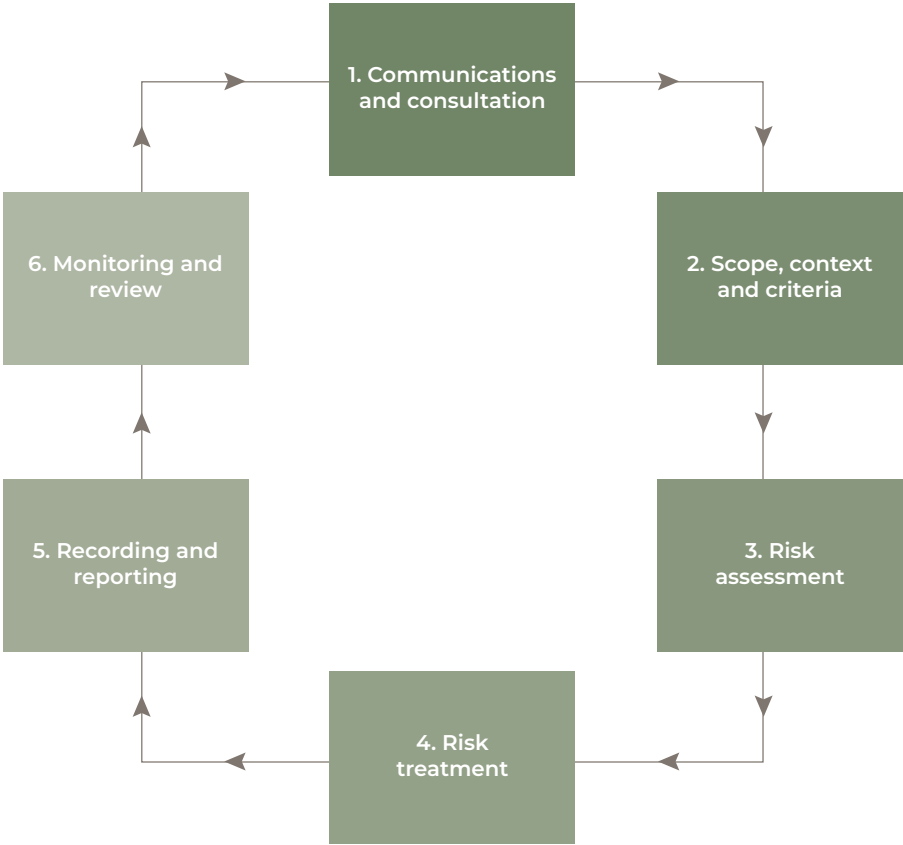 1. Communications
and consultation
2. Scope, context
and criteria
3. Risk
assessment
4. Risk
treatment
5. Recording and
reporting
6. Monitoring and
review